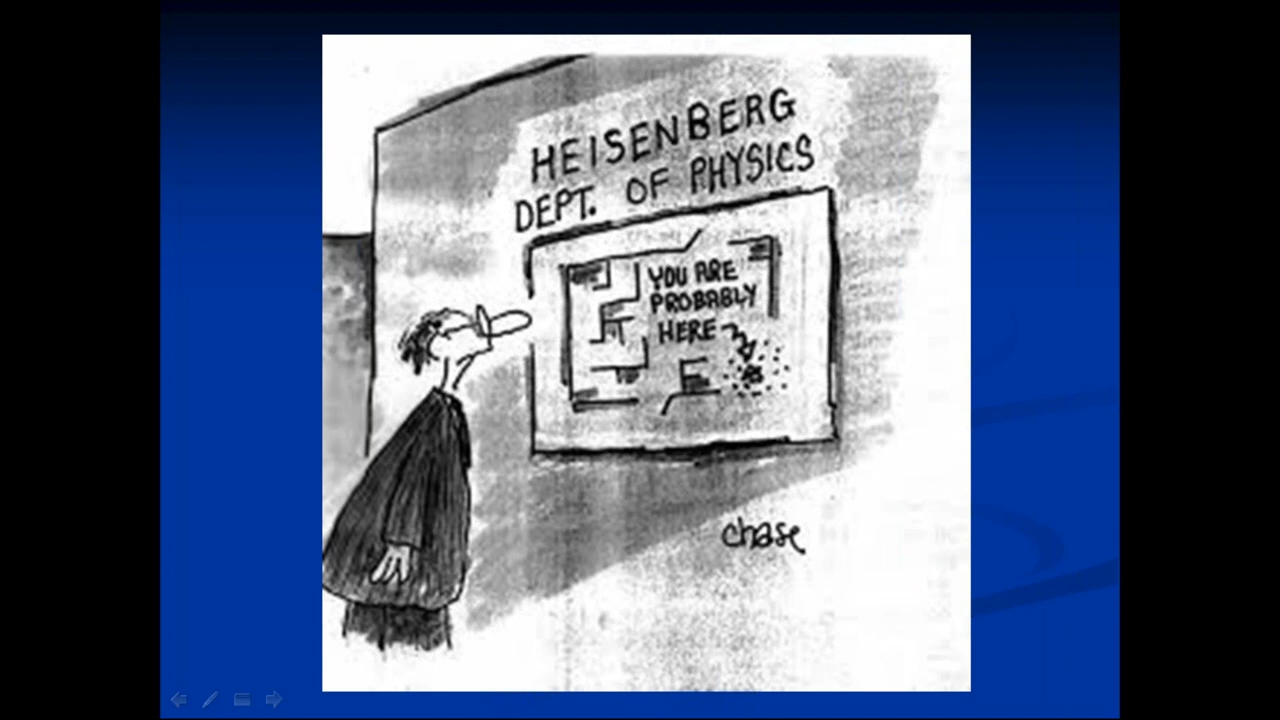 HEISENBERG
DEPT. OF PHYSICS
YOU ARE
PROBABLY
HERE
chase